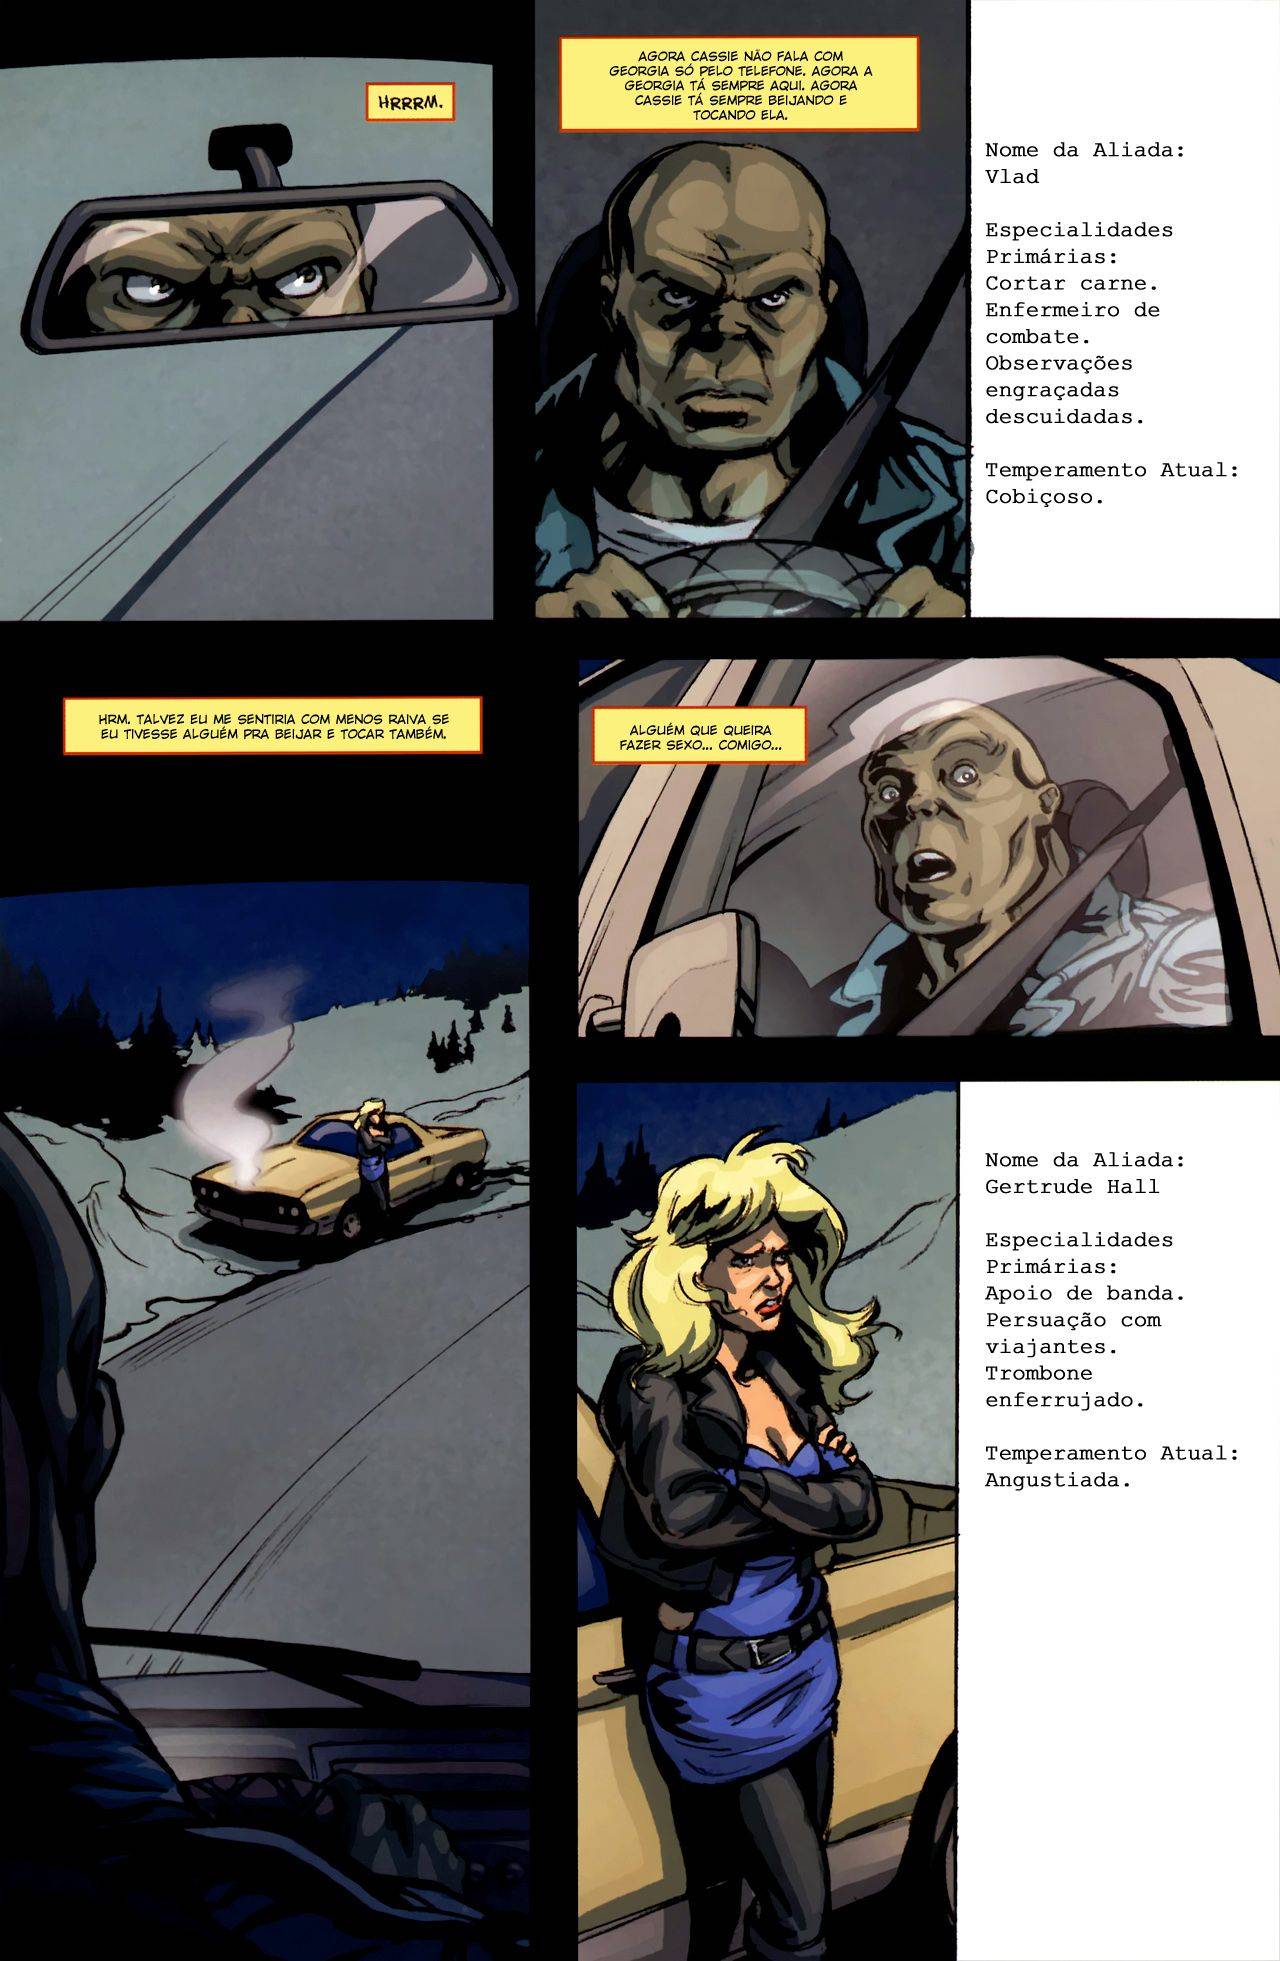 HRRRM.
AGORA CASSIE NÃO FALA COM
GEORGIA SÓ PELO TELEFONE. AGORA A
GEORGIA TÁ SEMPRE AQUI. AGORA
CASSIE TÁ SEMPRE BEIJANDO E
TOCANDO ELA.
Nome da Aliada:
Vlad
Especialidades
Primárias:
Cortar carne.
Enfermeiro de
combate.
Observações
engraçadas
descuidadas.
Temperamento Atual:
Cobiçoso.
HRM. TALVEZ EU ME SENTIRIA COM MENOS RAIVA SE
EU TIVESSE ALGUÉM PRA BEIJAR E TOCAR TAMBÉM.
ALGUÉM QUE QUEIRA
FAZER SEXO... COMIGO...
Nome da Aliada:
Gertrude Hall
Especialidades
Primárias:
Apoio de banda.
Persuação com
viajantes.
Trombone
enferrujado.
Temperamento Atual:
Angustiada.